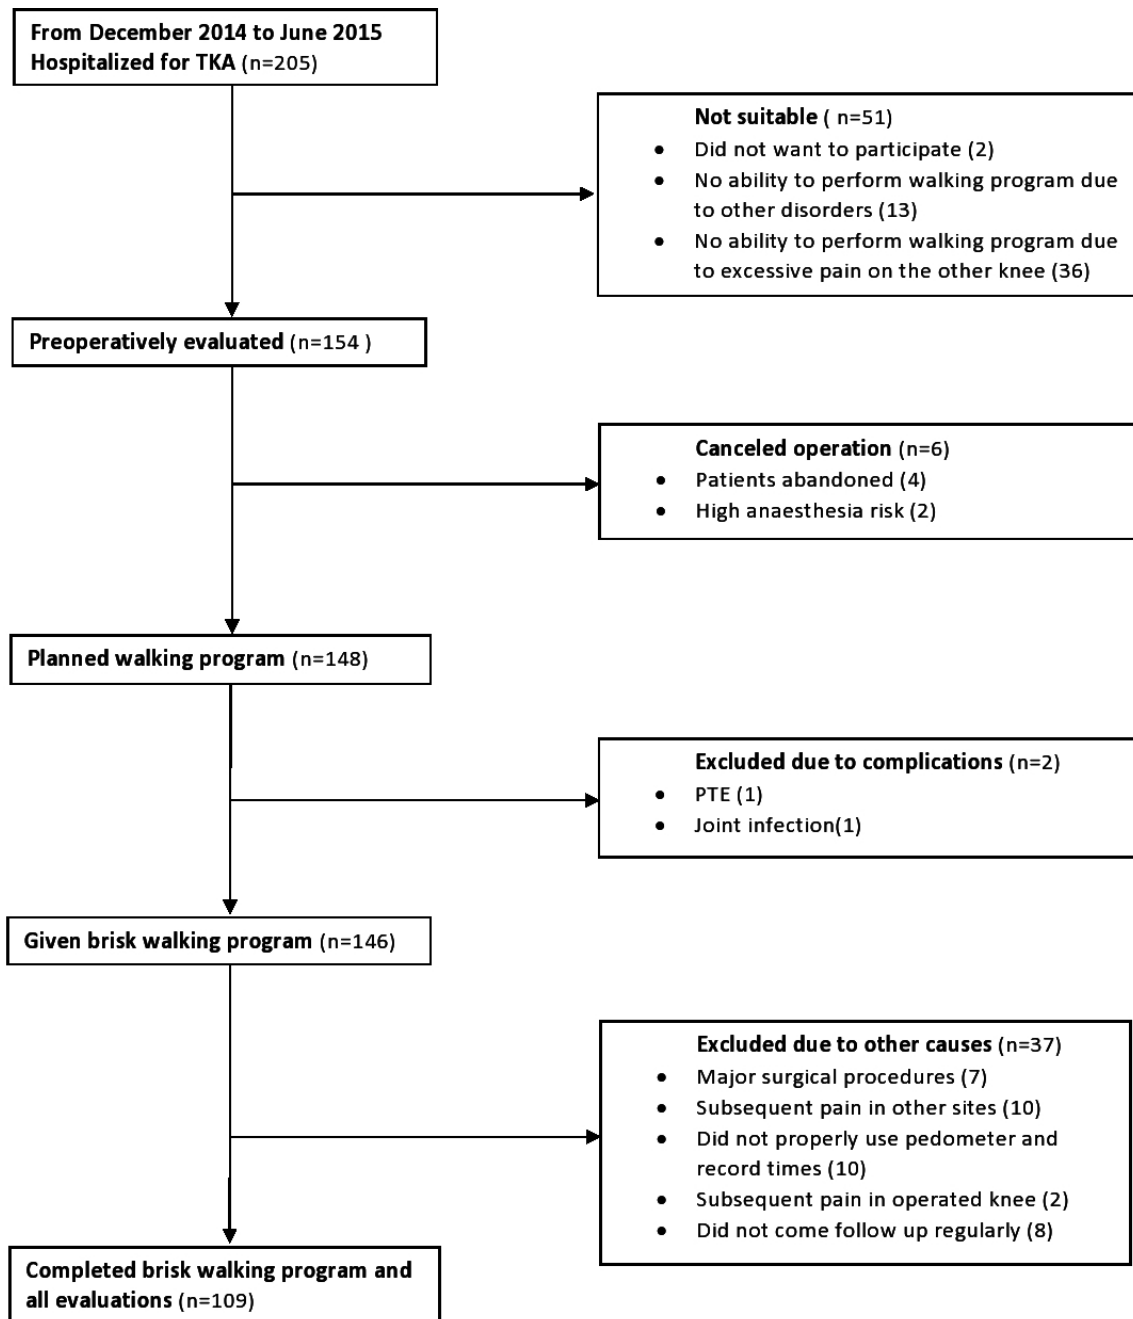 From December 2014 to June 2015
Hospitalized for TKA (n=205)
Not suitable ( n=51)
• Did not want to participate (2)
• No ability to perform walking program due
to other disorders (13)
• No ability to perform walking program due
to excessive pain on the other knee (36)
Preoperatively evaluated (n=154 )
Canceled operation (n=6)
• Patients abandoned (4)
• High anaesthesia risk (2)
Planned walking program (n=148)
Excluded due to complications (n=2)
• PTE (1)
• Joint infection(1)
Given brisk walking program (n=146)
Excluded due to other causes (n=37)
• Major surgical procedures (7)
• Subsequent pain in other sites (10)
• Did not properly use pedometer and
record times (10)
• Subsequent pain in operated knee (2)
• Did not come follow up regularly (8)
Completed brisk walking program and
all evaluations (n=109)